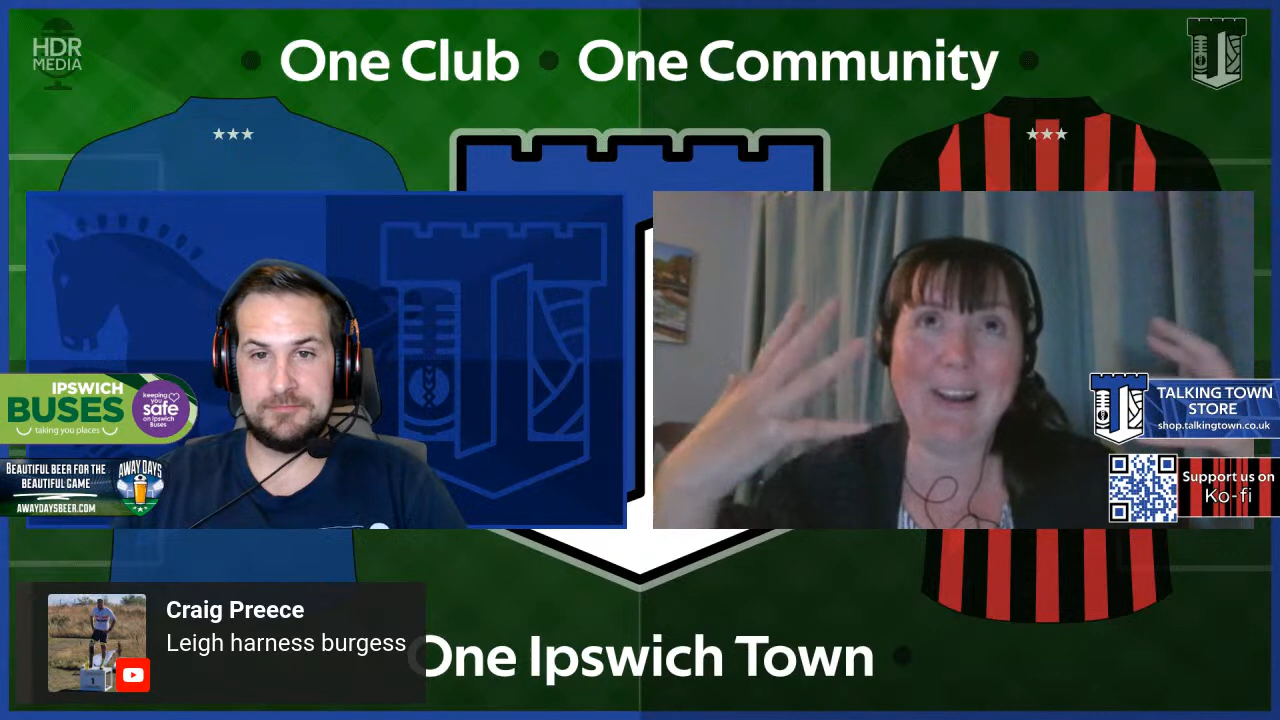 HDR
MEDIA
One Club • One Community
IPSWICH
BUSES
taking you places
keeping
you
safe
on Ipswich
Buses
BEAUTIFUL BEER FOR THE
BEAUTIFUL GAME
AWAYDAYSBEER.COM
AWAY DAYS
TALKING TOWN
STORE
shop.talkingtown.co.uk
Support us on
Ko-fi
Craig Preece
Leigh harness burgess
1
One Ipswich Town